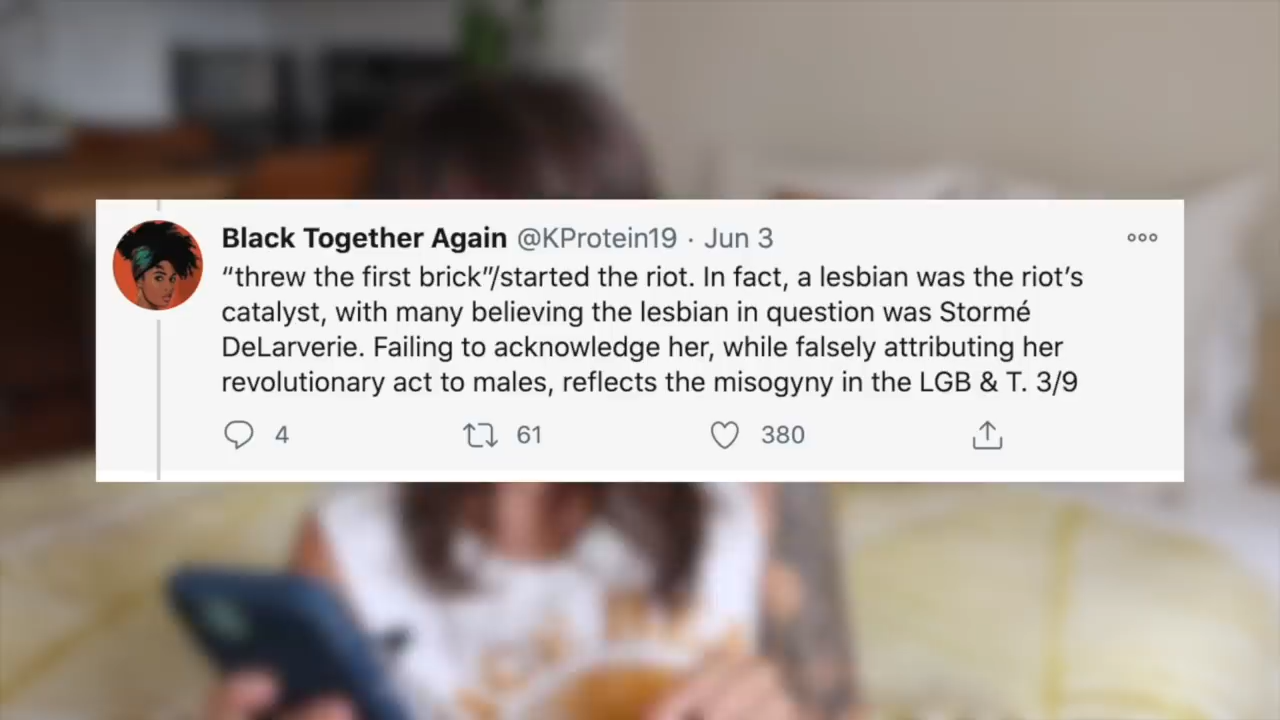 Black Together Again @KProtein19 · Jun 3
“threw the first brick”/started the riot. In fact, a lesbian was the riot’s
catalyst, with many believing the lesbian in question was Stormé
DeLarverie. Failing to acknowledge her, while falsely attributing her
revolutionary act to males, reflects the misogyny in the LGB & T. 3/9
4 61 380